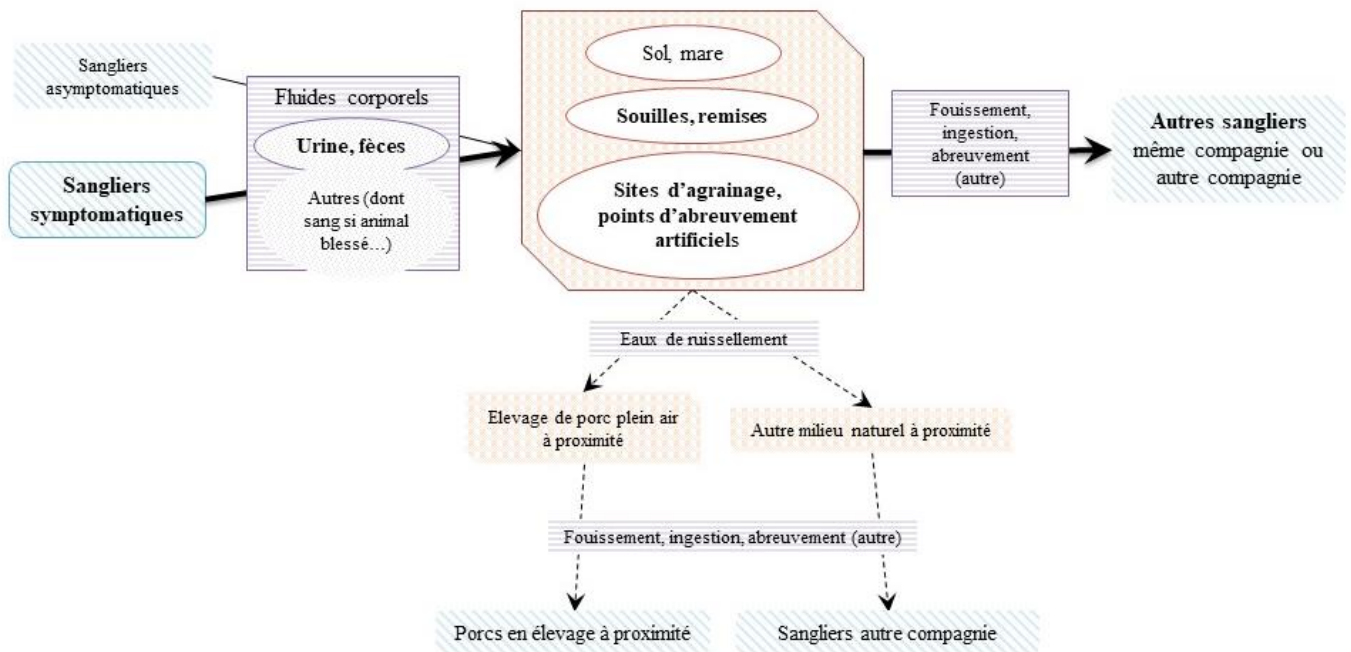 Sangliers
asymptomatiques
Sangliers
symptomatiques
Fluides corporels
Urine, fèces
Autres (dont
sang si animal
blessé…)
Sol, mare
Souilles, remises
Sites d’agrainage,
points d’abreuvement
artificiels
Fouissement,
ingestion,
abreuvement
(autre)
Autres sangliers
même compagnie ou
autre compagnie
Eaux de ruissellement
Elevage de porc plein air
à proximité
Autre milieu naturel à proximité
Fouissement, ingestion, abreuvement (autre)
Porcs en élevage à proximité
Sangliers autre compagnie